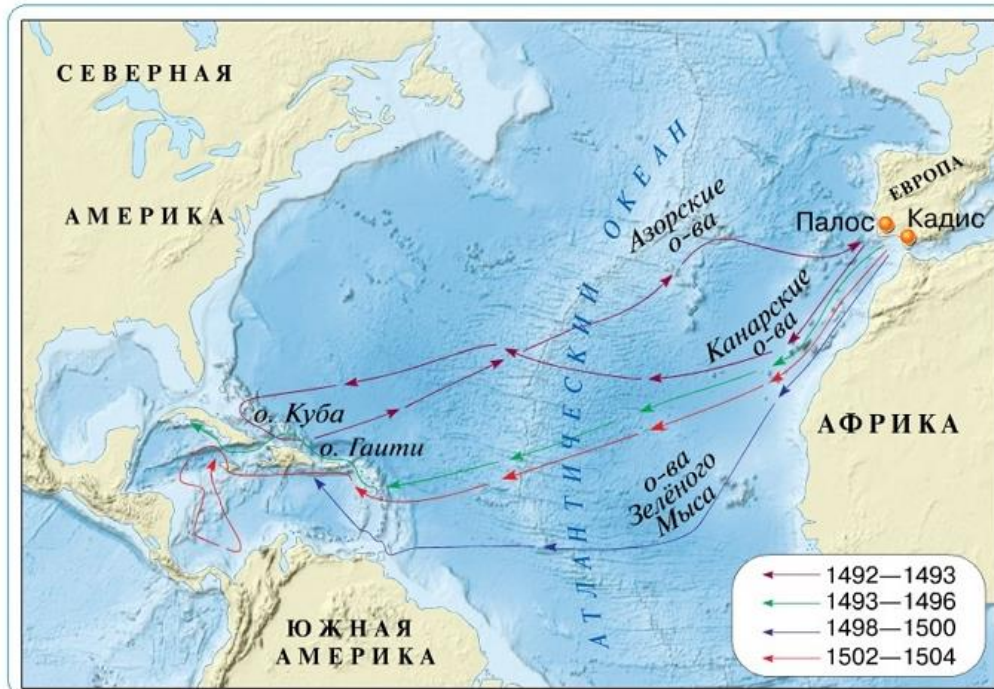 СЕВЕРНАЯ
АМЕРИКА
АТЛАНТИЧЕСКИЙ ОКЕАН
ЕВРОПА
Палос
Кадис
Азорские
о-ва
Канарские
о-ва
о. Куба
о. Гаити
АФРИКА
о-ва
Зелёного
Мыса
ЮЖНАЯ
АМЕРИКА
1492—1493
1493—1496
1498—1500
1502—1504